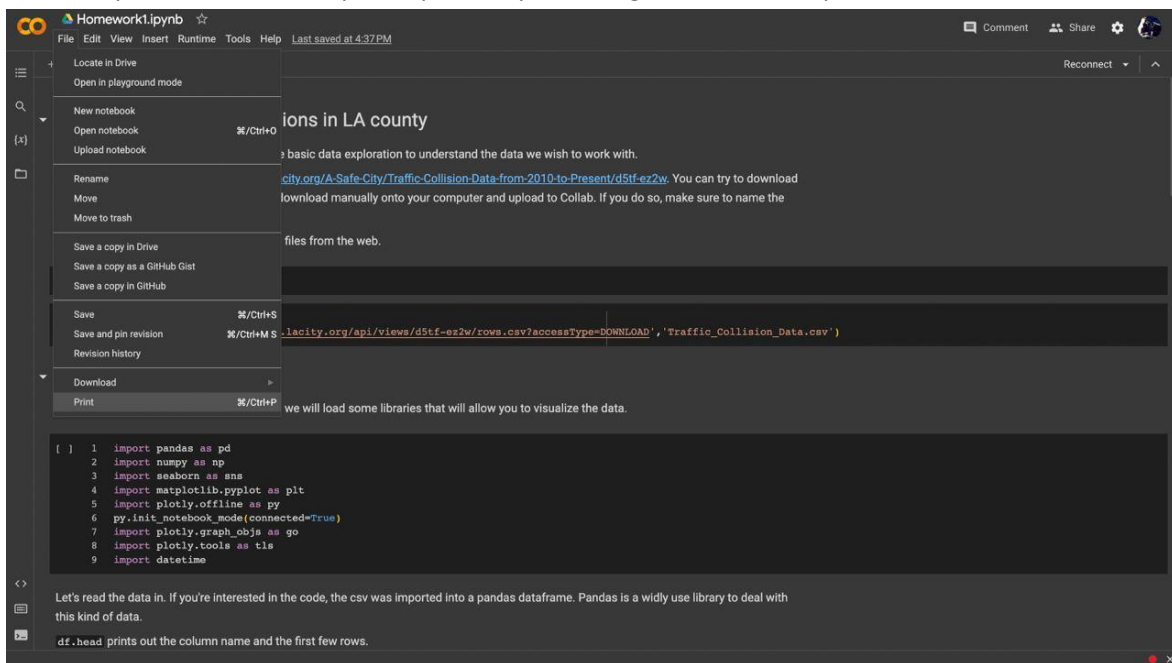 Homework1.ipynb
Comment Share
File Edit View Insert Runtime Tools Help Last saved at 4:37 PM
Reconnect
Locate in Drive
Open in playground mode
New notebook
Open notebook ⌘/Ctrl+O
Upload notebook
Rename
Move
Move to trash
Save a copy in Drive
Save a copy as a GitHub Gist
Save a copy in GitHub
Save ⌘/Ctrl+S
Save and pin revision ⌘/Ctrl+M S
Revision history
Download
Print ⌘/Ctrl+P
{x}
ions in LA county
basic data exploration to understand the data we wish to work with.
city.org/A-Safe-City/Traffic-Collision-Data-from-2010-to-Present/d5tf-ez2w. You can try to download
download manually onto your computer and upload to Collab. If you do so, make sure to name the
files from the web.
.lacity.org/api/views/d5tf-ez2w/rows.csv?accessType=DOWNLOAD','Traffic_Collision_Data.csv')
we will load some libraries that will allow you to visualize the data.
[ ] 1 import pandas as pd
2 import numpy as np
3 import seaborn as sns
4 import matplotlib.pyplot as plt
5 import plotly.offline as py
6 py.init_notebook_mode(connected=True)
7 import plotly.graph_objs as go
8 import plotly.tools as tls
9 import datetime
Let's read the data in. If you're interested in the code, the csv was imported into a pandas dataframe. Pandas is a widly use library to deal with
this kind of data.
df.head prints out the column name and the first few rows.